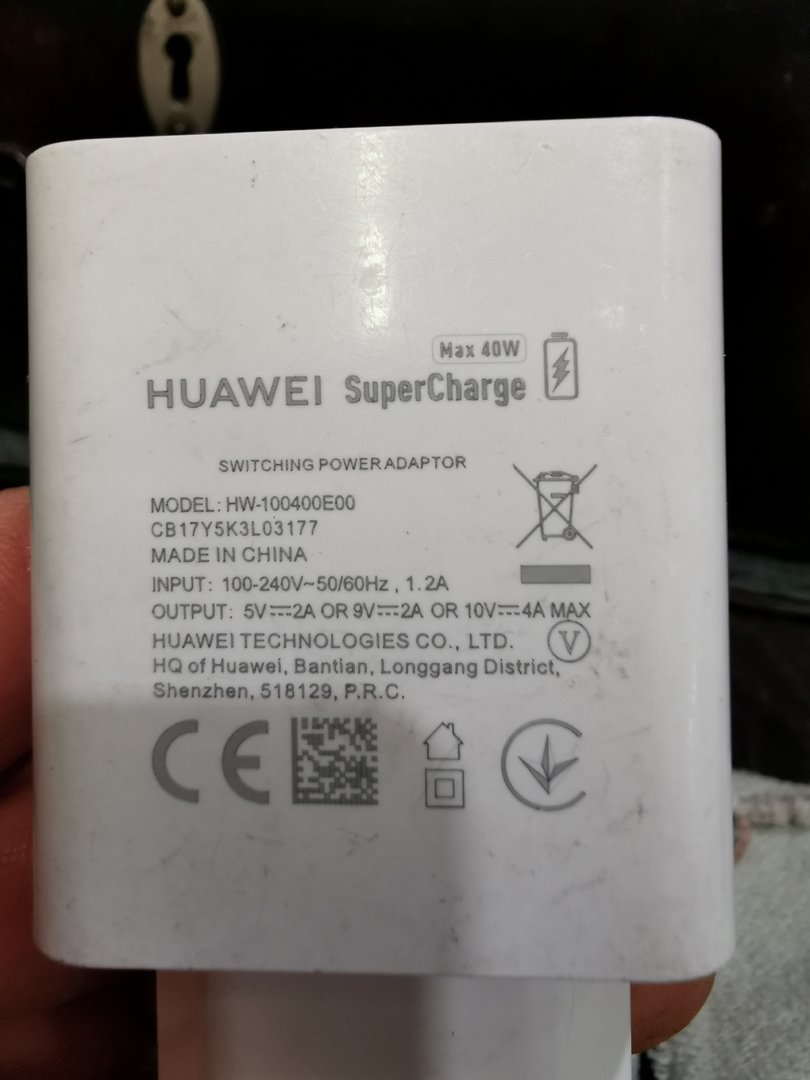 Max 40W
HUAWEI SuperCharge
SWITCHING POWER ADAPTOR
MODEL: HW-100400E00
CB17Y5K3L03177
MADE IN CHINA
INPUT: 100-240V~50/60Hz , 1.2A
OUTPUT: 5V⎓2A OR 9V⎓2A OR 10V⎓4A MAX
HUAWEI TECHNOLOGIES CO., LTD. V
HQ of Huawei, Bantian, Longgang District,
Shenzhen, 518129, P.R.C.
CE